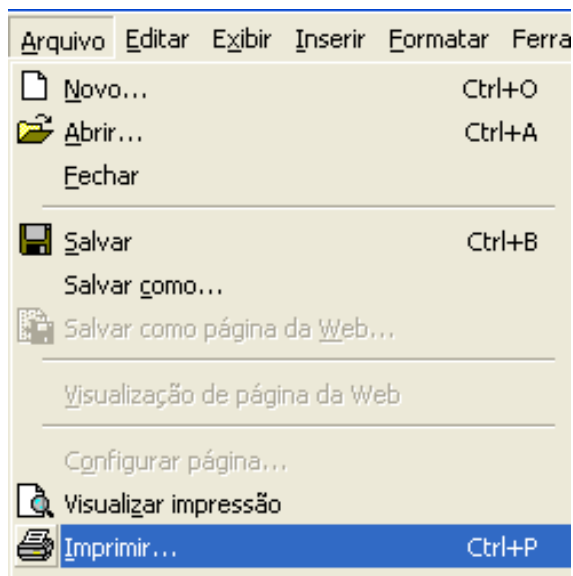 Arquivo Editar Exibir Inserir Formatar Ferra
Novo... Ctrl+O
Abrir... Ctrl+A
Fechar
Salvar Ctrl+B
Salvar como...
Salvar como página da Web...
Visualização de página da Web
Configurar página...
Visualizar impressão
Imprimir... Ctrl+P